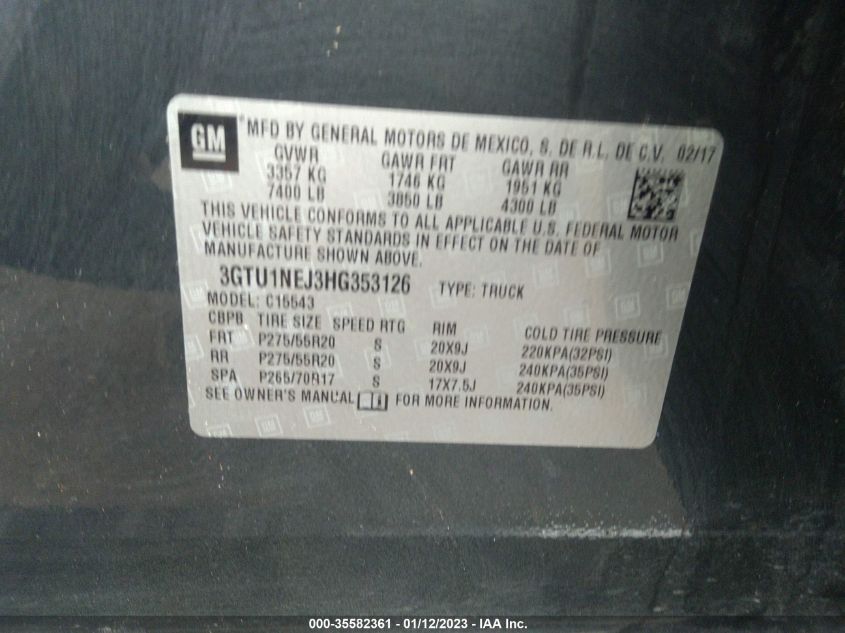 GM
MFD BY GENERAL MOTORS DE MEXICO, S. DE R.L. DE C.V. 02/17
GVWR GAWR FRT GAWR RR
3357 KG 1746 KG 1951 KG
7400 LB 3850 LB 4300 LB
THIS VEHICLE CONFORMS TO ALL APPLICABLE U.S. FEDERAL MOTOR
VEHICLE SAFETY STANDARDS IN EFFECT ON THE DATE OF
MANUFACTURE SHOWN ABOVE.
3GTU1NEJ3HG353126 TYPE: TRUCK
MODEL: C15543
CBPB TIRE SIZE SPEED RTG RIM COLD TIRE PRESSURE
FRT P275/55R20 S 20X9J 220KPA(32PSI)
RR P275/55R20 S 20X9J 240KPA(35PSI)
SPA P265/70R17 S 17X7.5J 240KPA(35PSI)
SEE OWNER'S MANUAL FOR MORE INFORMATION.
000-35582361 - 01/12/2023 - IAA Inc.